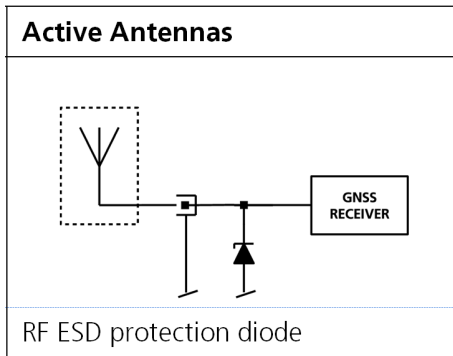 Active Antennas
GNSS
RECEIVER
RF ESD protection diode